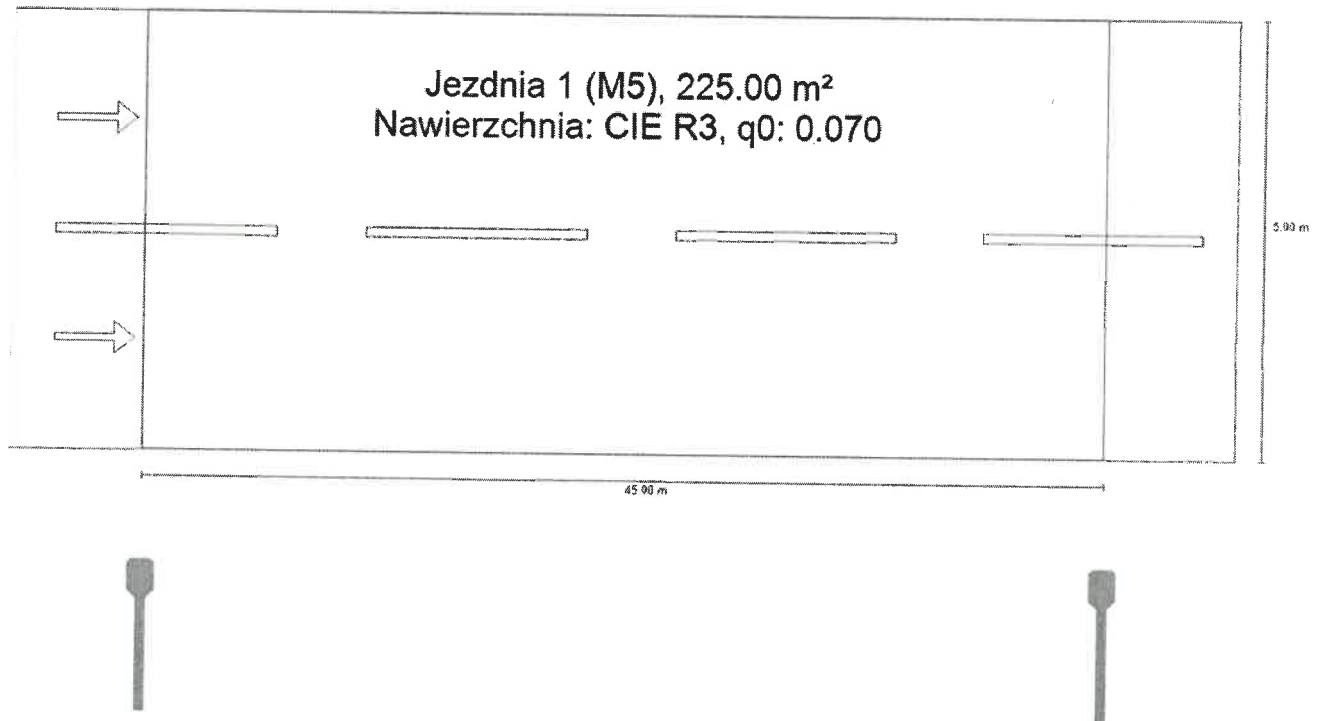 Jezdnia 1 (M5), 225.00 m²
Nawierzchnia: CIE R3, q0: 0.070
5.00 m
45.00 m